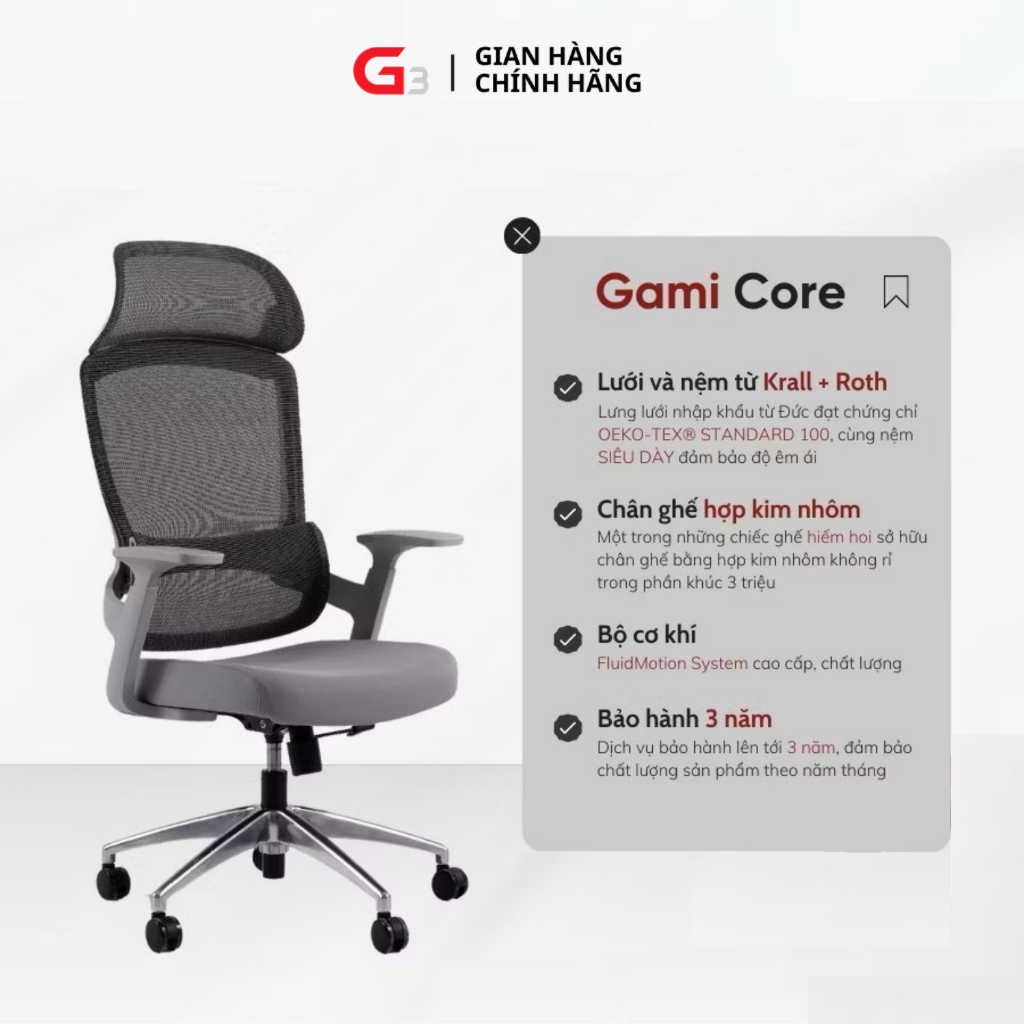 G3
GIAN HÀNG
CHÍNH HÃNG
Gami Core
Lưới và nệm từ Krall + Roth
Lưng lưới nhập khẩu từ Đức đạt chứng chỉ
OEKO-TEX® STANDARD 100, cùng nệm
SIÊU DÀY đảm bảo độ êm ái
Chân ghế hợp kim nhôm
Một trong những chiếc ghế hiếm hoi sở hữu
chân ghế bằng hợp kim nhôm không rỉ
trong phần khúc 3 triệu
Bộ cơ khí
FluidMotion System cao cấp, chất lượng
Bảo hành 3 năm
Dịch vụ bảo hành lên tới 3 năm, đảm bảo
chất lượng sản phẩm theo năm tháng